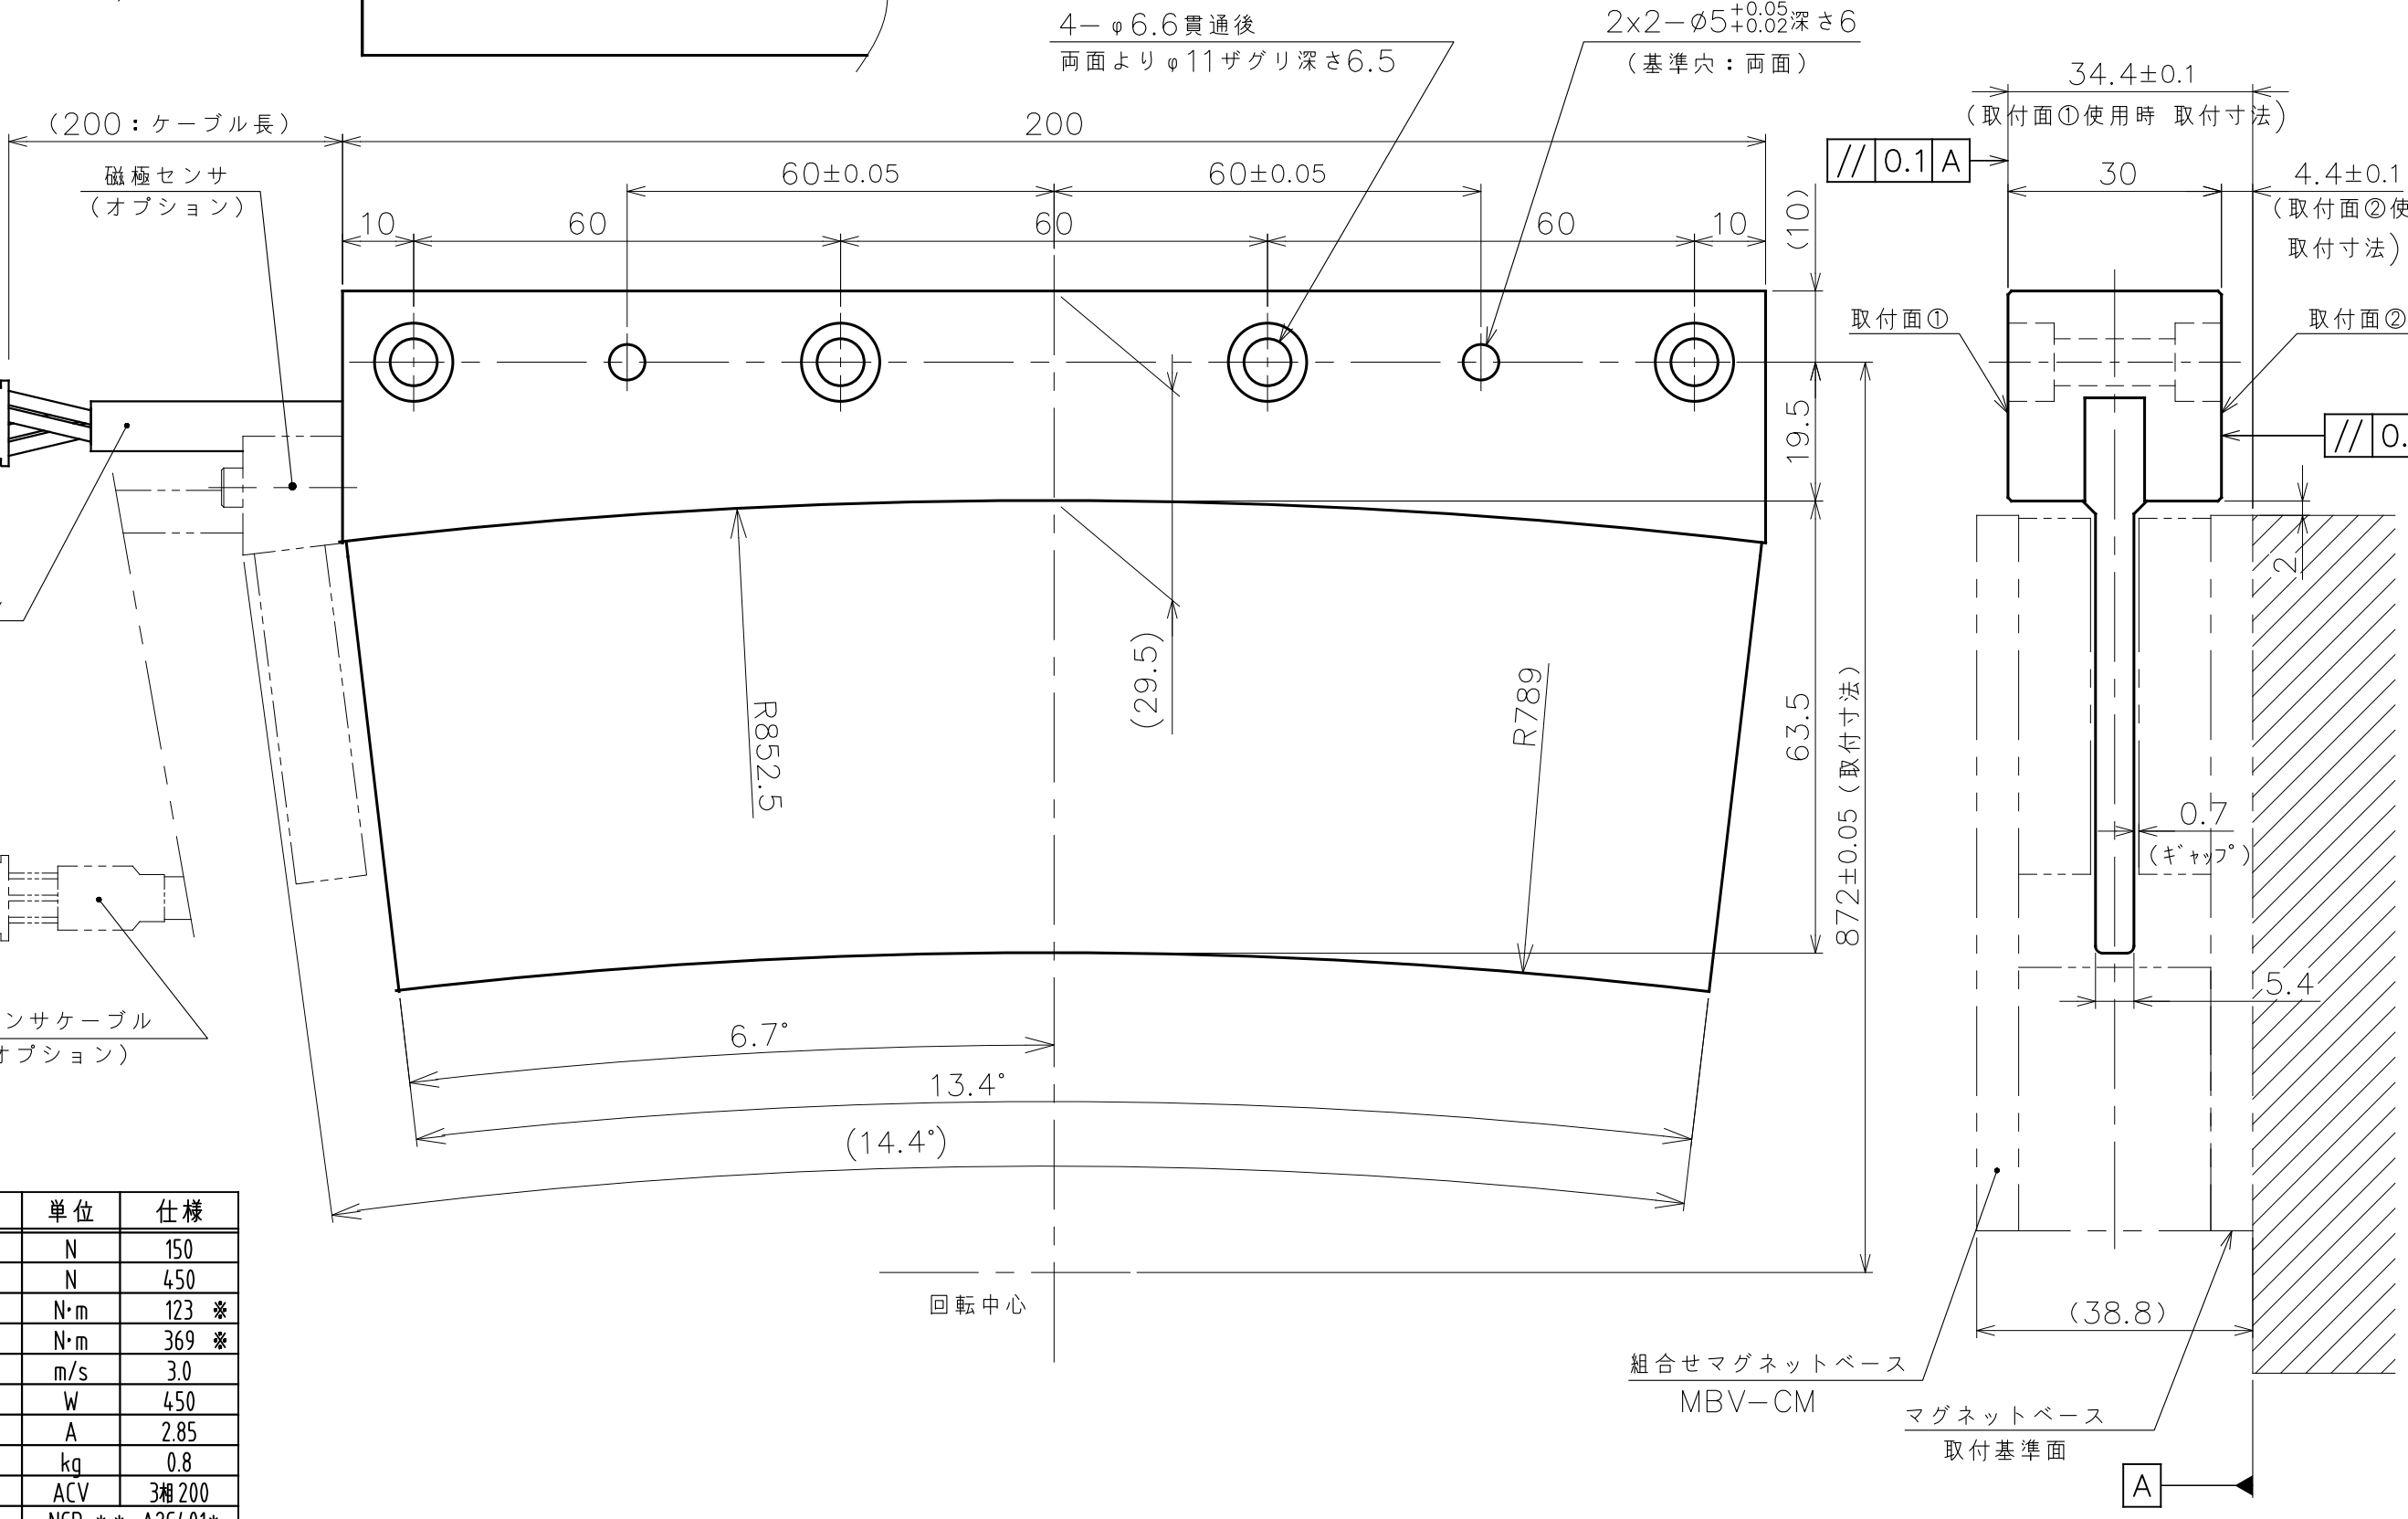 4－φ6.6貫通後
両面よりφ11ザグリ深さ6.5
2x2－Ø5 +0.05 +0.02 深さ6
（基準穴：両面）
34.4±0.1
（取付面①使用時 取付寸法）
(200：ケーブル長)
200
// 0.1 A
磁極センサ
（オプション）
60±0.05
60±0.05
30
4.4±0.1
（取付面②使
取付寸法）
10
60
60
60
10
(10)
取付面①
取付面②
19.5
// 0.
2
(29.5)
R852.5
R789
63.5
872±0.05（取付寸法）
0.7
（ギャップ）
5.4
ンサケーブル
オプション）
6.7°
13.4°
(14.4°)
回転中心
(38.8)
組合せマグネットベース
MBV－CM
マグネットベース
取付基準面
A
単位 仕様
N 150
N 450
N･m 123 ※
N･m 369 ※
m/s 3.0
W 450
A 2.85
kg 0.8
ACV 3相200